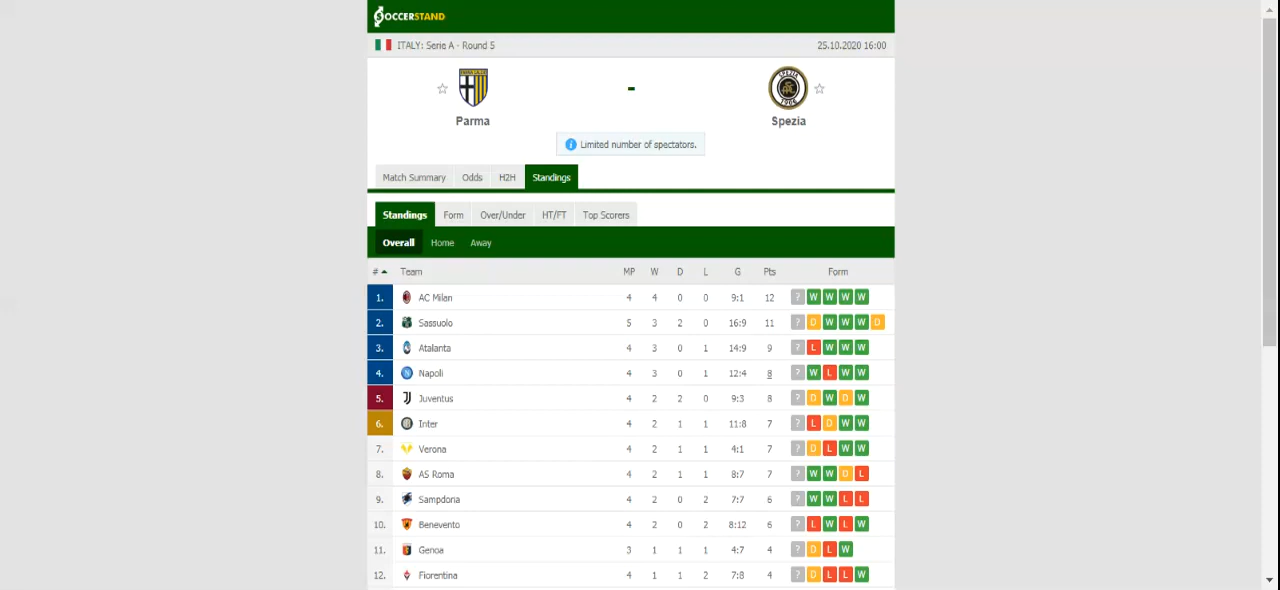 SOCCERSTAND
ITALY: Serie A - Round 5 25.10.2020 16:00
Parma - Spezia
Limited number of spectators.
Match Summary Odds H2H Standings
Standings Form Over/Under HT/FT Top Scorers
Overall Home Away
# Team MP W D L G Pts Form
1. AC Milan 4 4 0 0 9:1 12 ? W W W W
2. Sassuolo 5 3 2 0 16:9 11 ? D W W W D
3. Atalanta 4 3 0 1 14:9 9 ? L W W W
4. Napoli 4 3 0 1 12:4 8 ? W L W W
5. Juventus 4 2 2 0 9:3 8 ? D W D W
6. Inter 4 2 1 1 11:8 7 ? L D W W
7. Verona 4 2 1 1 4:1 7 ? D L W W
8. AS Roma 4 2 1 1 8:7 7 ? W W D L
9. Sampdoria 4 2 0 2 7:7 6 ? W W L L
10. Benevento 4 2 0 2 8:12 6 ? L W L W
11. Genoa 3 1 1 1 4:7 4 ? D L W
12. Fiorentina 4 1 1 2 7:8 4 ? D L L W